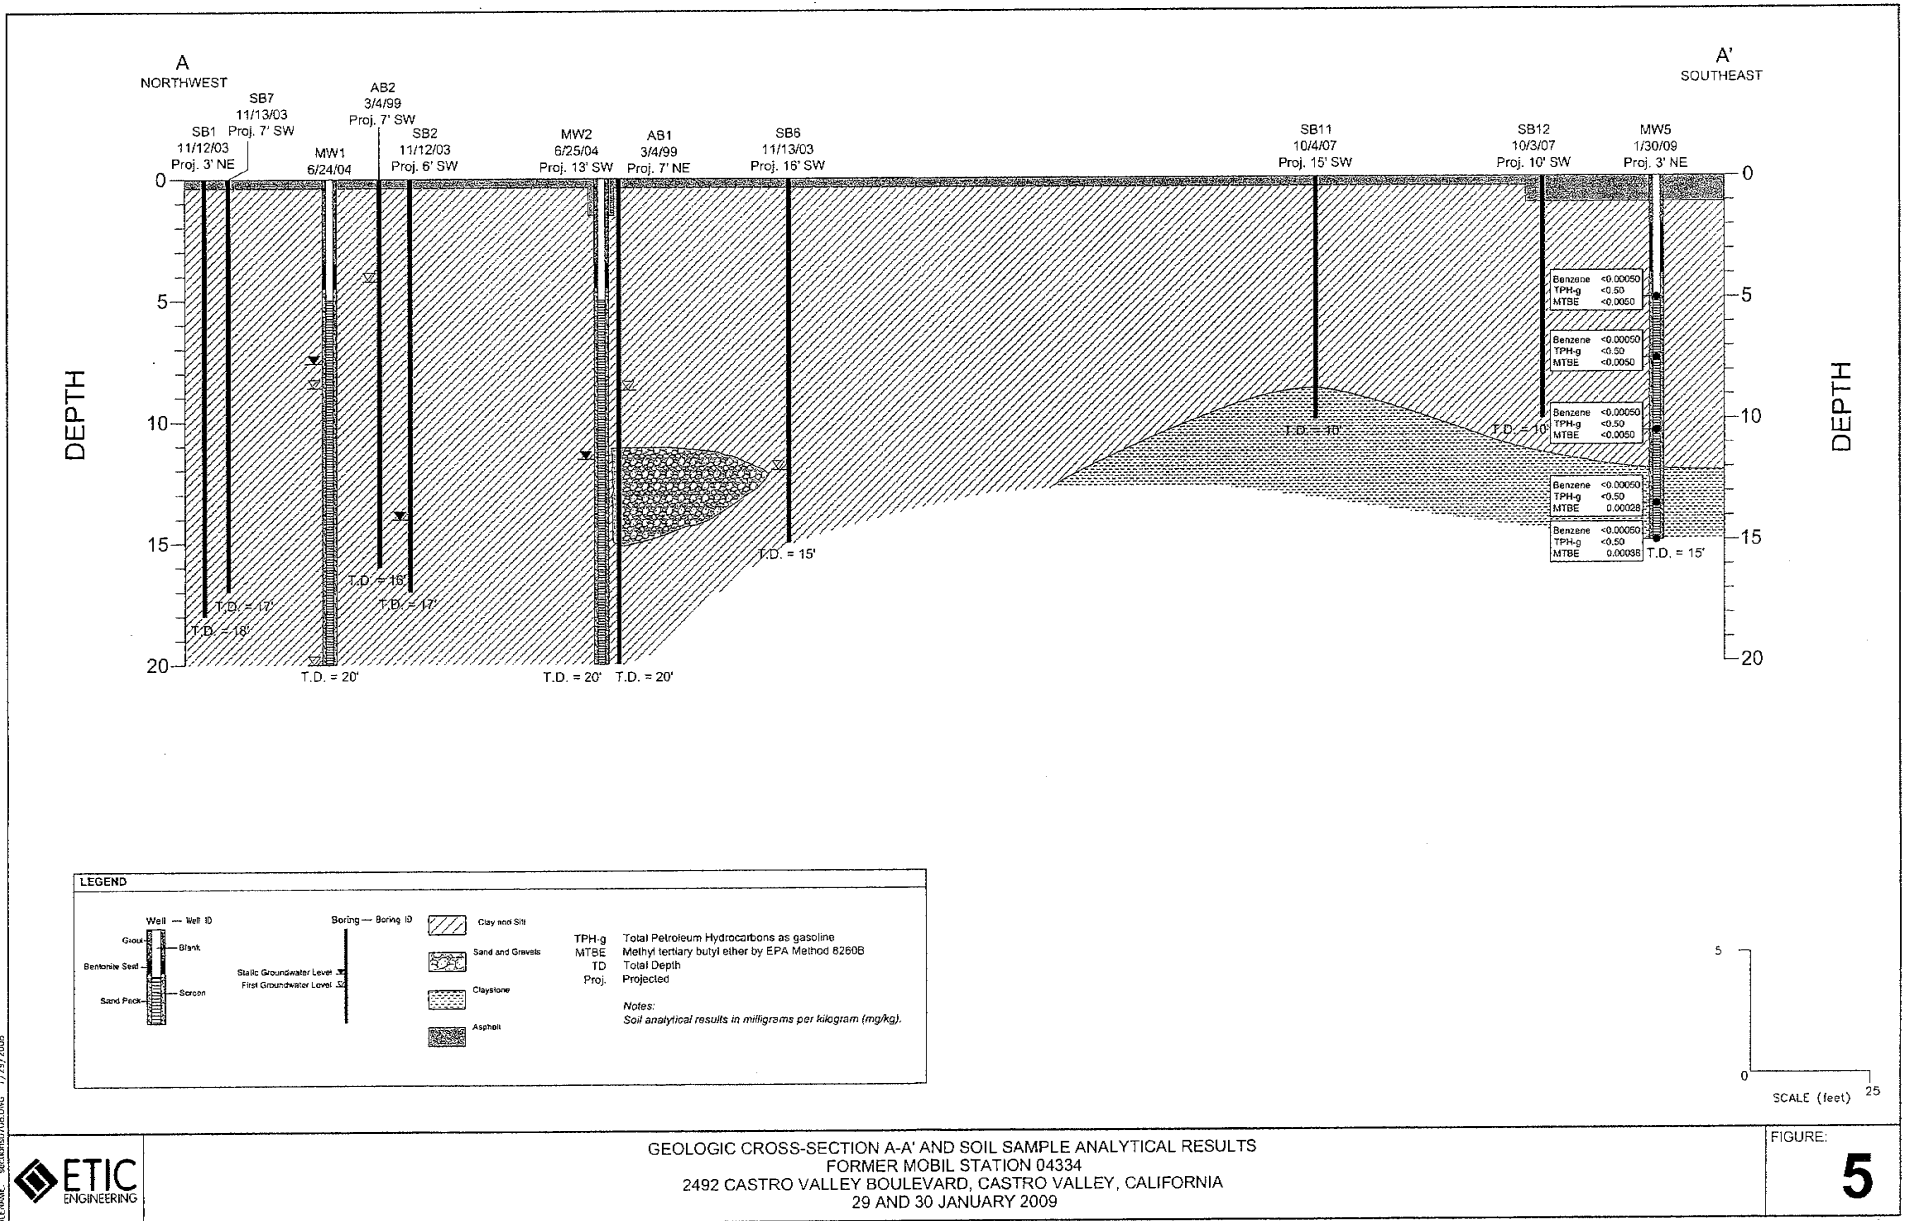 A
NORTHWEST
A'
SOUTHEAST
SB1
11/12/03
Proj. 3' NE
SB7
11/13/03
Proj. 7' SW
MW1
6/24/04
AB2
3/4/99
Proj. 7' SW
SB2
11/12/03
Proj. 6' SW
MW2
6/25/04
Proj. 13' SW
AB1
3/4/99
Proj. 7' NE
SB6
11/13/03
Proj. 16' SW
SB11
10/4/07
Proj. 15' SW
SB12
10/3/07
Proj. 10' SW
MW5
1/30/09
Proj. 3' NE
DEPTH
0
5
10
15
20
0
5
10
15
20
DEPTH
Benzene <0.00050
TPH-g <0.50
MTBE <0.0050
Benzene <0.00050
TPH-g <0.50
MTBE <0.0050
Benzene <0.00050
TPH-g <0.50
MTBE <0.0050
Benzene <0.00050
TPH-g <0.50
MTBE 0.00028
Benzene <0.00050
TPH-g <0.50
MTBE 0.00038
T.D. = 18'
T.D. = 17'
T.D. = 20'
T.D. = 16'
T.D. = 17'
T.D. = 20'
T.D. = 20'
T.D. = 15'
T.D. = 10'
T.D. = 10'
T.D. = 15'
LEGEND
Well — Well ID
Grout
Blank
Bentonite Seal
Sand Pack
Screen
Boring — Boring ID
Static Groundwater Level
First Groundwater Level
Clay and Silt
Sand and Gravels
Claystone
Asphalt
TPH-g Total Petroleum Hydrocarbons as gasoline
MTBE Methyl tertiary butyl ether by EPA Method 8260B
TD Total Depth
Proj. Projected
Notes:
Soil analytical results in milligrams per kilogram (mg/kg).
5
0
25
SCALE (feet)
ETIC
ENGINEERING
GEOLOGIC CROSS-SECTION A-A' AND SOIL SAMPLE ANALYTICAL RESULTS
FORMER MOBIL STATION 04334
2492 CASTRO VALLEY BOULEVARD, CASTRO VALLEY, CALIFORNIA
29 AND 30 JANUARY 2009
FIGURE:
5